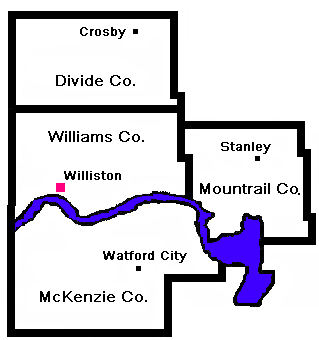 Crosby
Divide Co.
Williams Co.
Williston
Stanley
Mountrail Co.
Watford City
McKenzie Co.